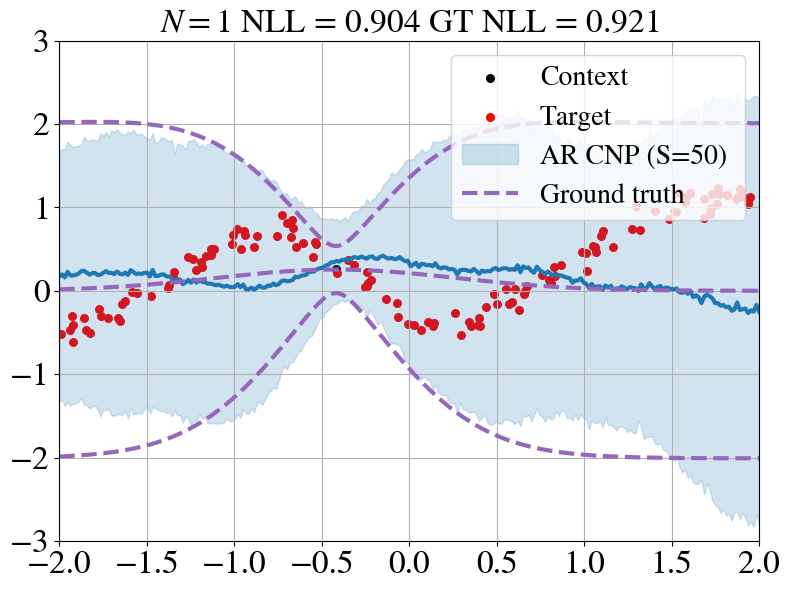 N = 1 NLL = 0.904 GT NLL = 0.921
3
2
1
0
−1
−2
−3
Context
Target
AR CNP (S=50)
Ground truth
−2.0 −1.5 −1.0 −0.5 0.0 0.5 1.0 1.5 2.0